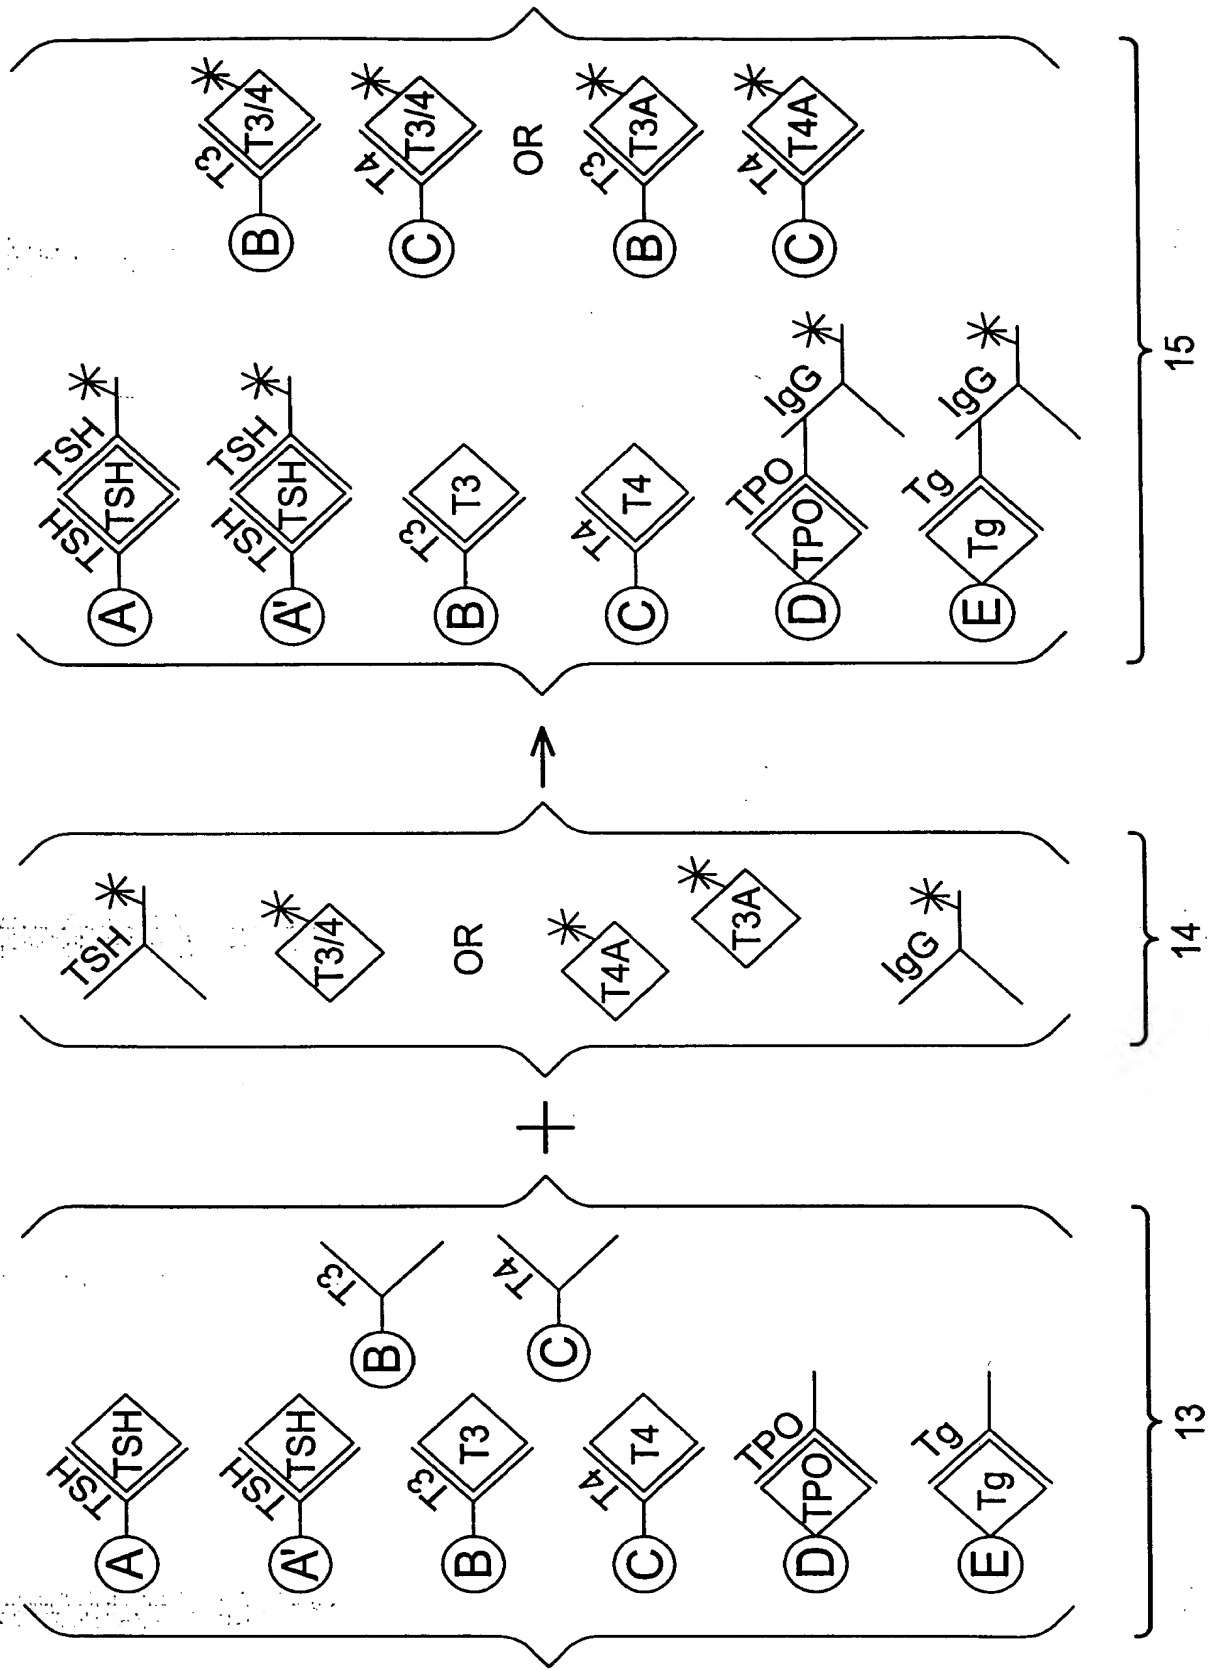 A TSH TSH
A' TSH TSH
B T3 T3
C T4 T4
D TPO TPO
E Tg Tg
B T3
C T4
13
+
TSH *
T3/4 *
OR
T4A *
T3A *
IgG *
14
A TSH TSH TSH *
A' TSH TSH TSH *
B T3 T3
C T4 T4
D TPO TPO IgG *
E Tg Tg IgG *
B T3 T3/4 *
C T4 T3/4 *
OR
B T3 T3A *
C T4 T4A *
15